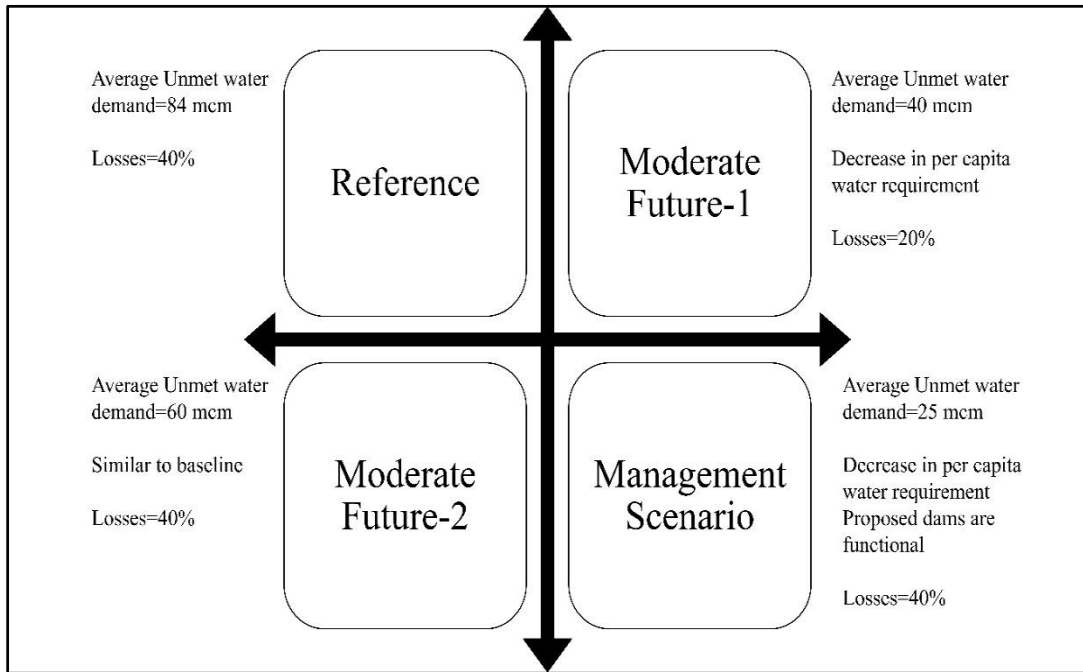 Average Unmet water
demand=84 mcm
Losses=40%
Reference
Moderate
Future-1
Average Unmet water
demand=40 mcm
Decrease in per capita
water requirement
Losses=20%
Average Unmet water
demand=60 mcm
Similar to baseline
Losses=40%
Moderate
Future-2
Management
Scenario
Average Unmet water
demand=25 mcm
Decrease in per capita
water requirement
Proposed dams are
functional
Losses=40%